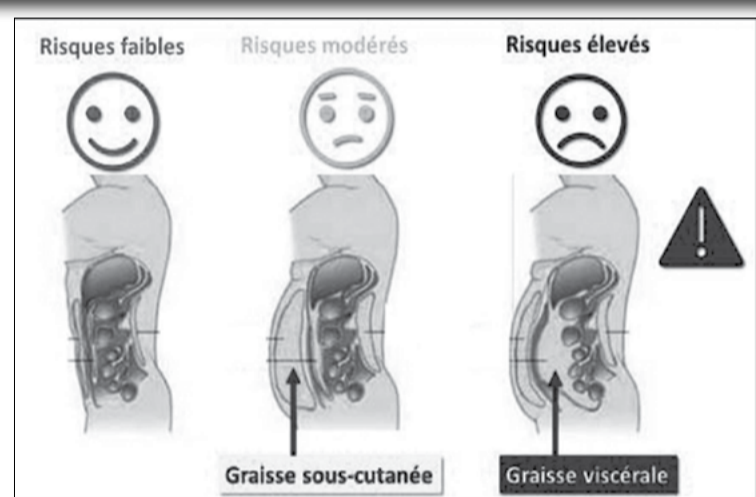 Risques faibles
Risques modérés
Risques élevés
Graisse sous-cutanée
Graisse viscérale